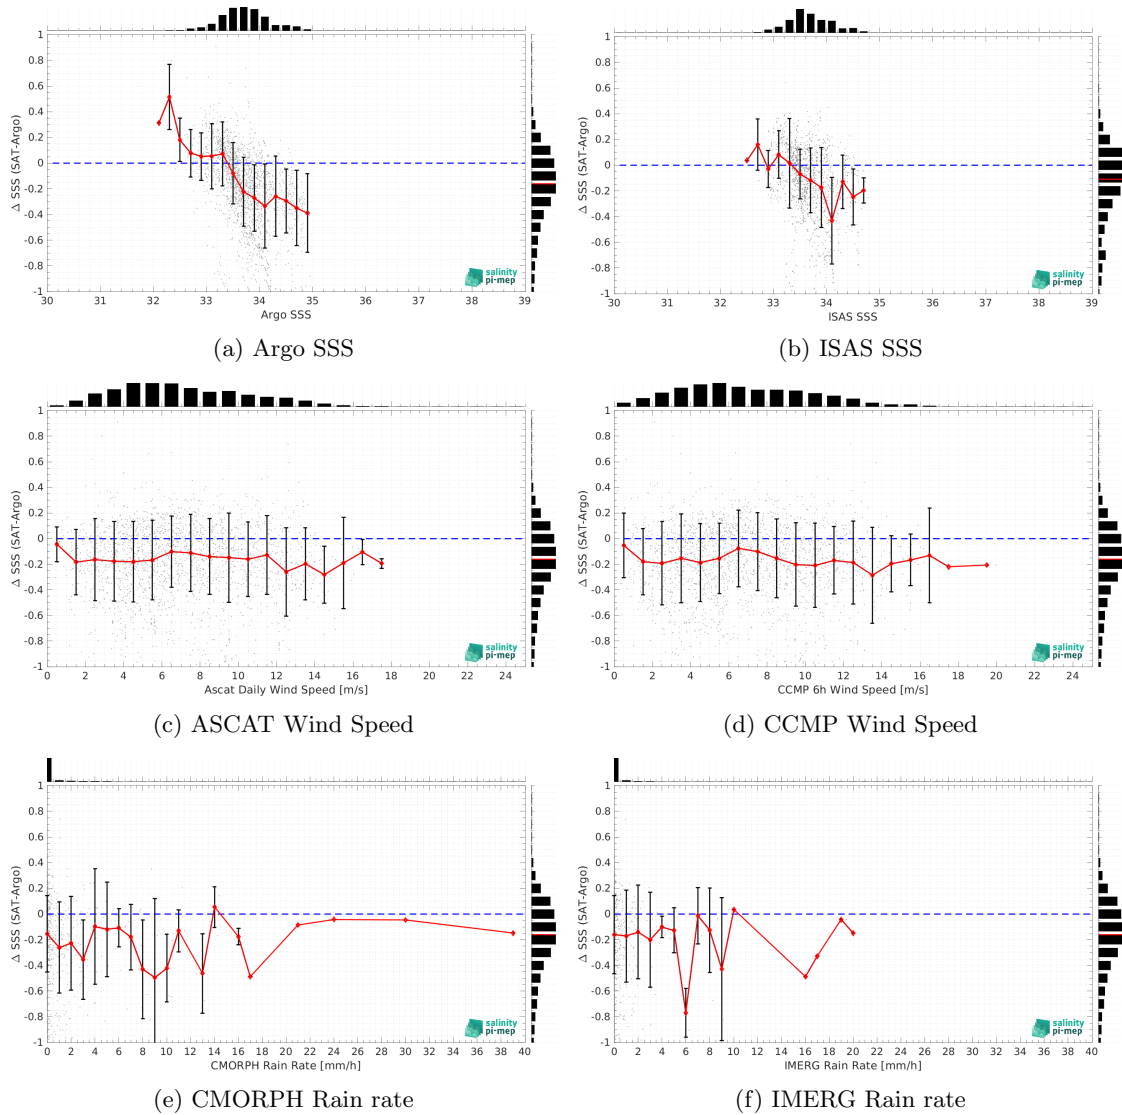 1
0.8
0.6
0.4
0.2
0
-0.2
-0.4
-0.6
-0.8
-1
Δ SSS (SAT-Argo)
30 31 32 33 34 35 36 37 38 39
Argo SSS
salinity
pi-mep
(a) Argo SSS
1
0.8
0.6
0.4
0.2
0
-0.2
-0.4
-0.6
-0.8
-1
Δ SSS (SAT-Argo)
30 31 32 33 34 35 36 37 38 39
ISAS SSS
salinity
pi-mep
(b) ISAS SSS
1
0.8
0.6
0.4
0.2
0
-0.2
-0.4
-0.6
-0.8
-1
Δ SSS (SAT-Argo)
0 2 4 6 8 10 12 14 16 18 20 22 24
Ascat Daily Wind Speed [m/s]
salinity
pi-mep
(c) ASCAT Wind Speed
1
0.8
0.6
0.4
0.2
0
-0.2
-0.4
-0.6
-0.8
-1
Δ SSS (SAT-Argo)
0 2 4 6 8 10 12 14 16 18 20 22 24
CCMP 6h Wind Speed [m/s]
salinity
pi-mep
(d) CCMP Wind Speed
1
0.8
0.6
0.4
0.2
0
-0.2
-0.4
-0.6
-0.8
-1
Δ SSS (SAT-Argo)
0 2 4 6 8 10 12 14 16 18 20 22 24 26 28 30 32 34 36 38 40
CMORPH Rain Rate [mm/h]
salinity
pi-mep
(e) CMORPH Rain rate
1
0.8
0.6
0.4
0.2
0
-0.2
-0.4
-0.6
-0.8
-1
Δ SSS (SAT-Argo)
0 2 4 6 8 10 12 14 16 18 20 22 24 26 28 30 32 34 36 38 40
IMERG Rain Rate [mm/h]
salinity
pi-mep
(f) IMERG Rain rate